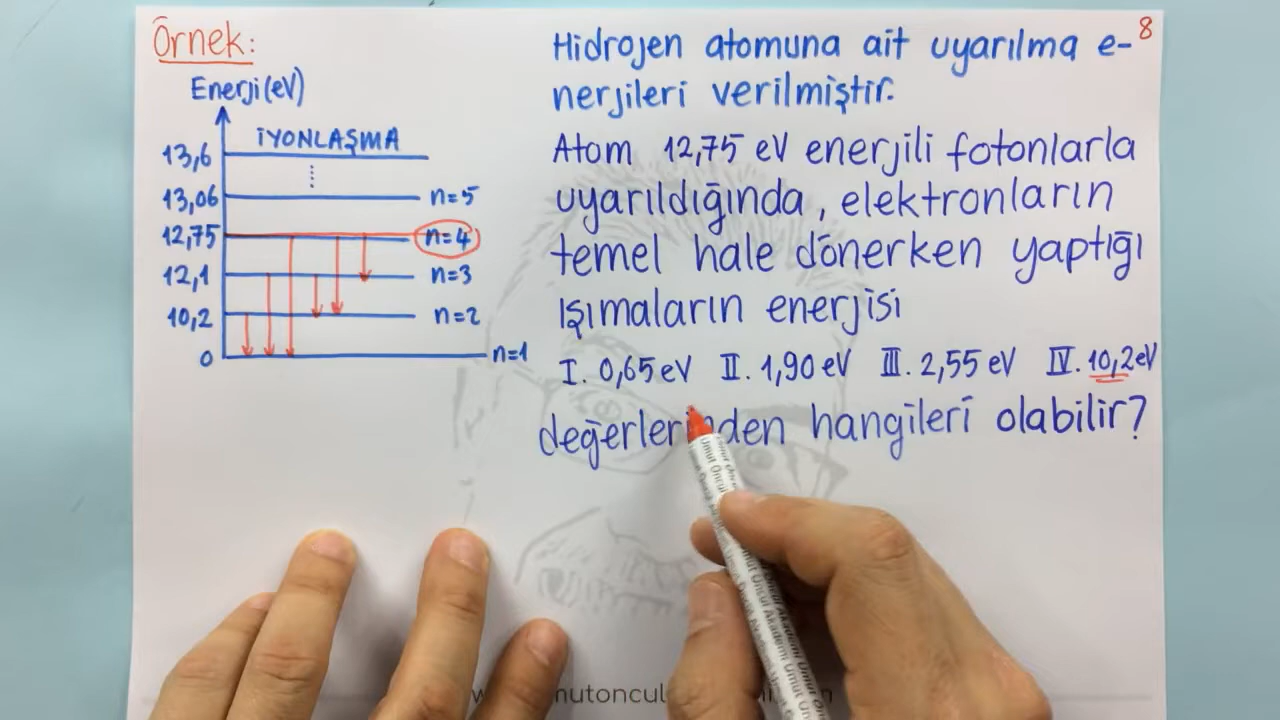 Örnek:
Enerji(eV)
İYONLAŞMA
13,6
13,06 n=5
12,75 n=4
12,1 n=3
10,2 n=2
0 n=1
8
Hidrojen atomuna ait uyarılma e-
nerjileri verilmiştir.
Atom 12,75 eV enerjili fotonlarla
uyarıldığında, elektronların
temel hale dönerken yaptığı
ışımaların enerjisi
I. 0,65 eV II. 1,90 eV III. 2,55 eV IV. 10,2 eV
değerlerinden hangileri olabilir?